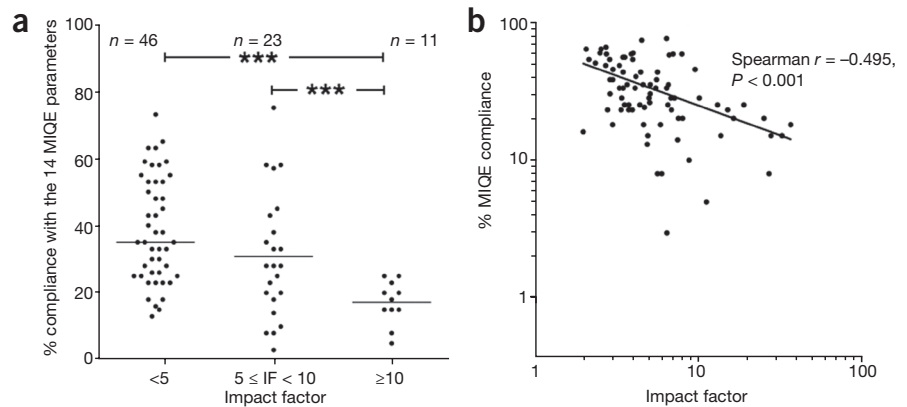 a
% compliance with the 14 MIQE parameters
100
80
60
40
20
0
n = 46
n = 23
n = 11
***
***
<5
5 ≤ IF < 10
≥10
Impact factor
b
% MIQE compliance
100
10
1
Spearman r = –0.495,
P < 0.001
1
10
100
Impact factor